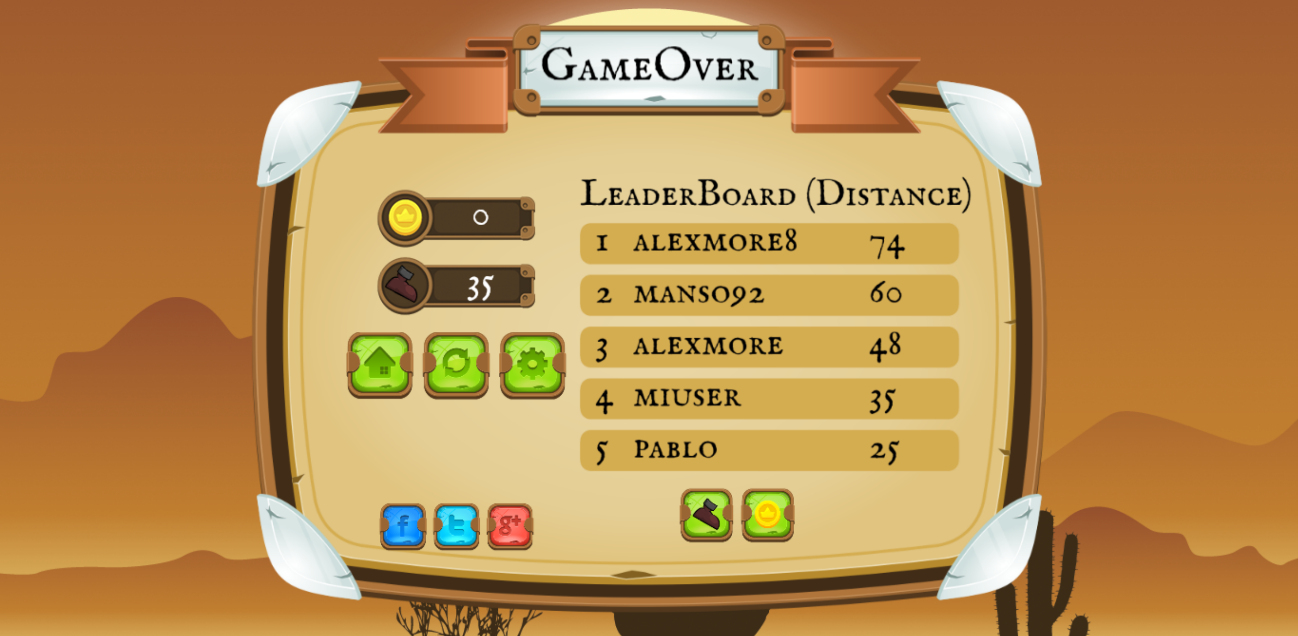 GameOver
0
35
LeaderBoard (Distance)
1 ALEXMORE8 74
2 MANSO92 60
3 ALEXMORE 48
4 MIUSER 35
5 PABLO 25
f t g+